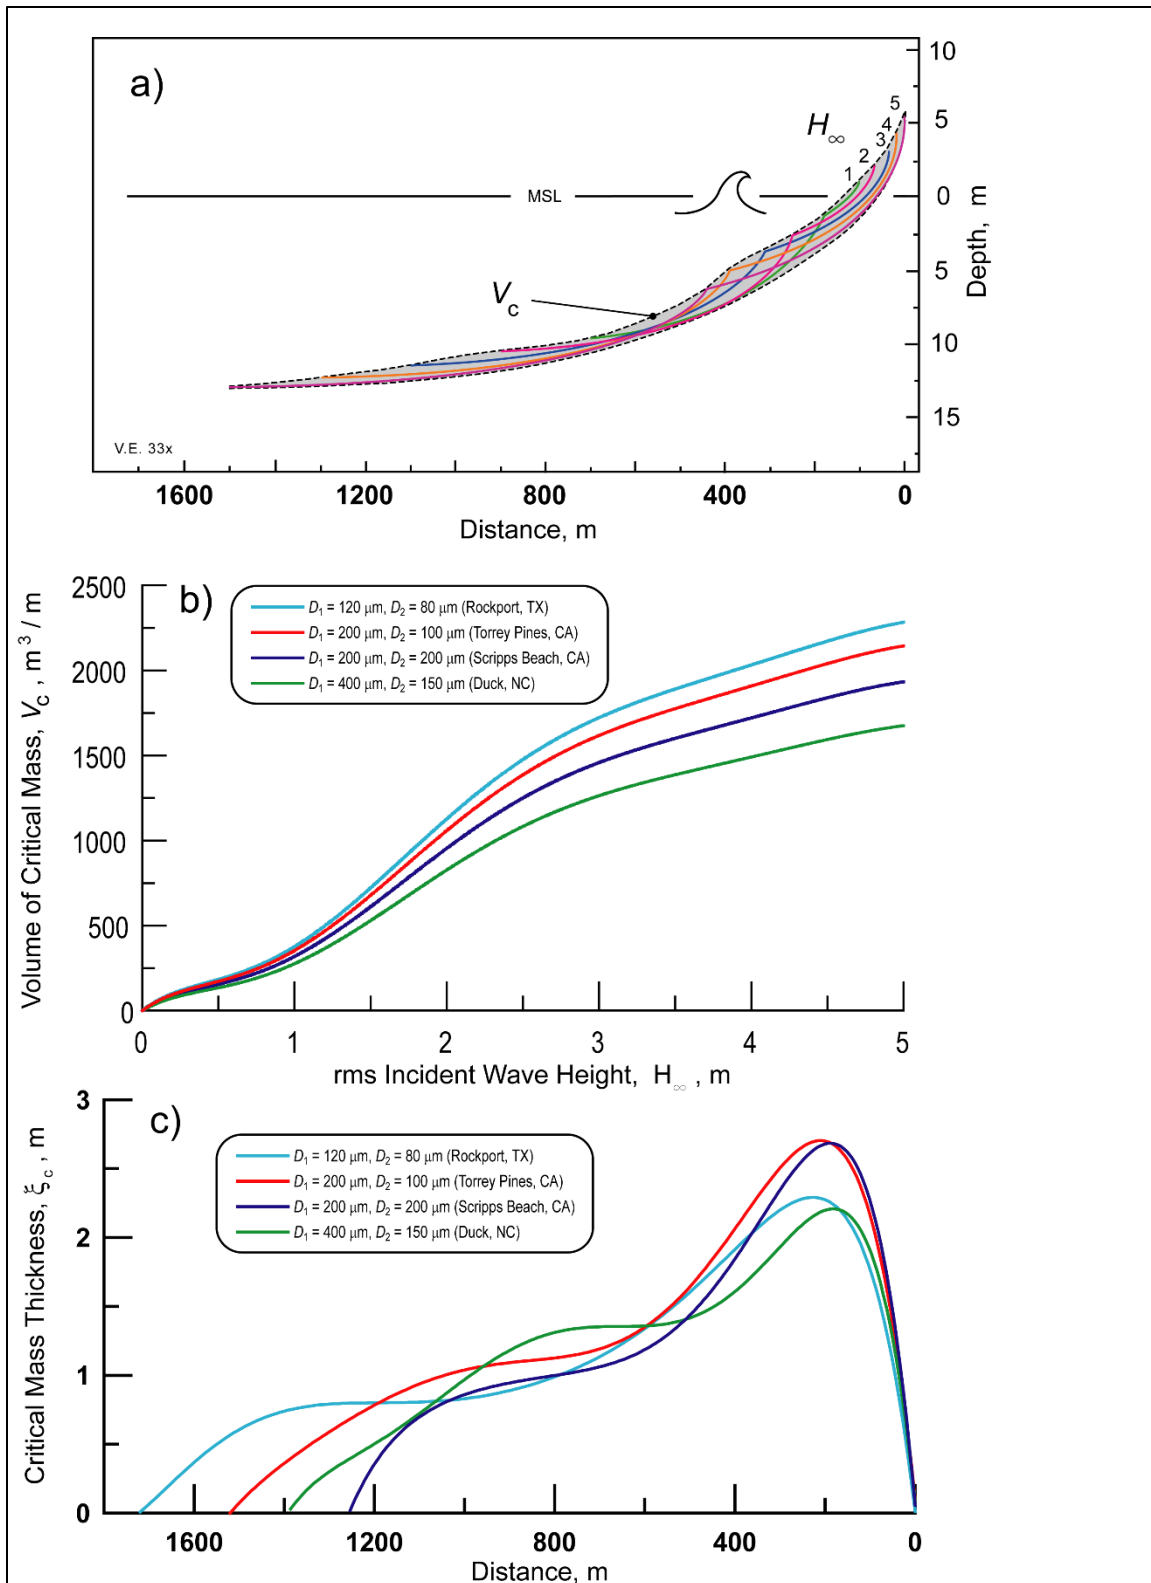 a)
10
5
0
5
10
15
Depth, m
H∞
1 2 3 4 5
MSL
Vc
V.E. 33x
1600 1200 800 400 0
Distance, m
b)
2500
2000
1500
1000
500
0
Volume of Critical Mass, Vc, m³ / m
D₁ = 120 µm, D₂ = 80 µm (Rockport, TX)
D₁ = 200 µm, D₂ = 100 µm (Torrey Pines, CA)
D₁ = 200 µm, D₂ = 200 µm (Scripps Beach, CA)
D₁ = 400 µm, D₂ = 150 µm (Duck, NC)
0 1 2 3 4 5
rms Incident Wave Height, H∞ , m
c)
3
2
1
0
Critical Mass Thickness, ξc , m
D₁ = 120 µm, D₂ = 80 µm (Rockport, TX)
D₁ = 200 µm, D₂ = 100 µm (Torrey Pines, CA)
D₁ = 200 µm, D₂ = 200 µm (Scripps Beach, CA)
D₁ = 400 µm, D₂ = 150 µm (Duck, NC)
1600 1200 800 400 0
Distance, m